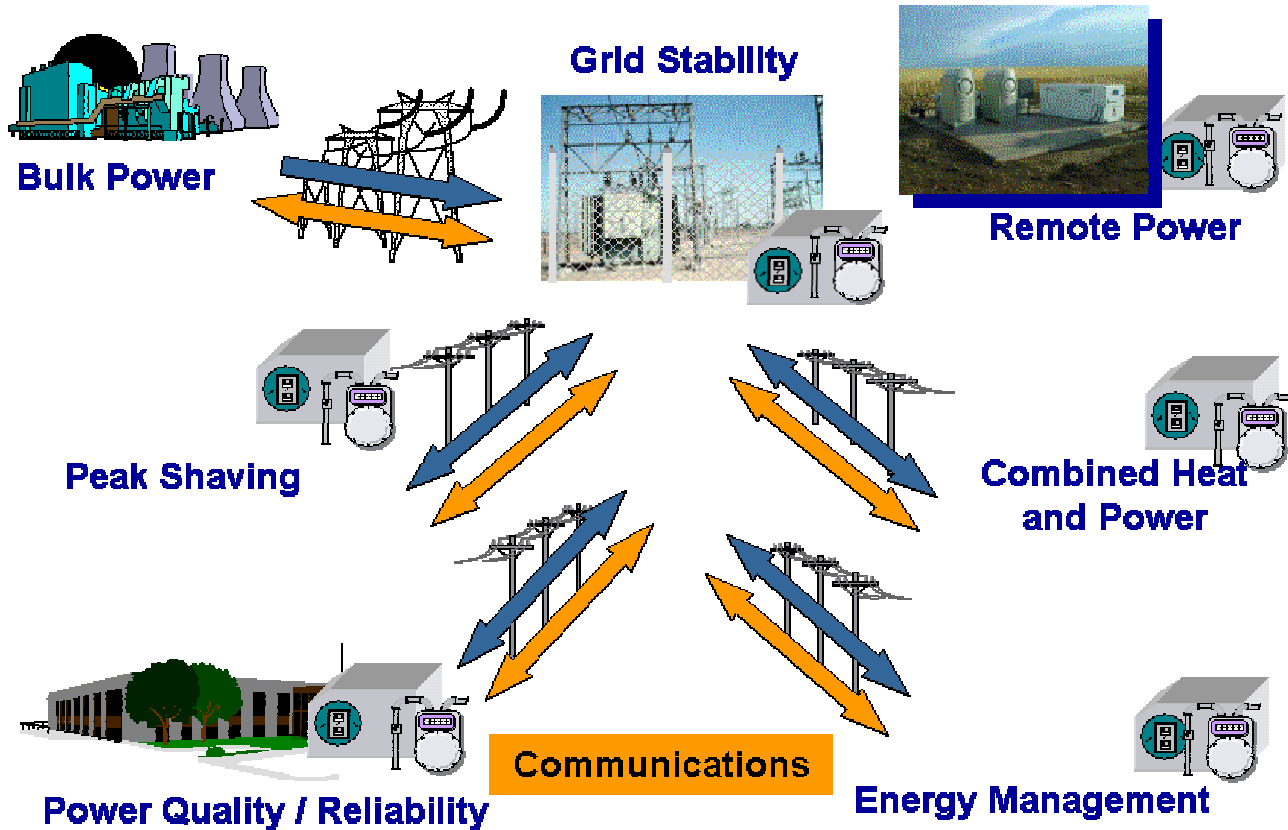 Grid Stability
Bulk Power
Remote Power
Peak Shaving
Combined Heat
and Power
Communications
Power Quality / Reliability
Energy Management